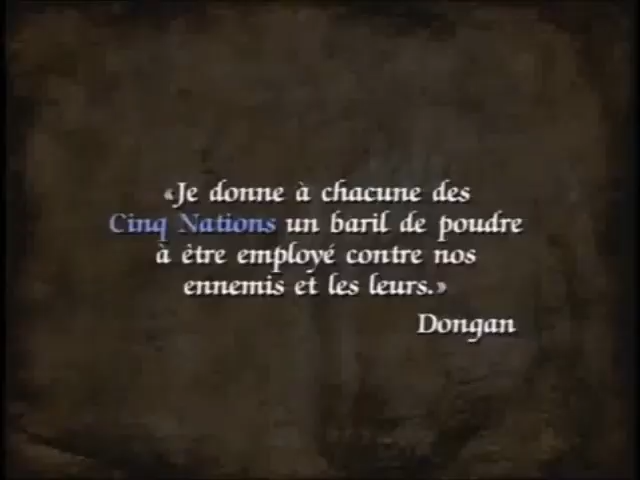 «Je donne à chacune des
Cinq Nations un baril de poudre
à être employé contre nos
ennemis et les leurs.»
Dongan